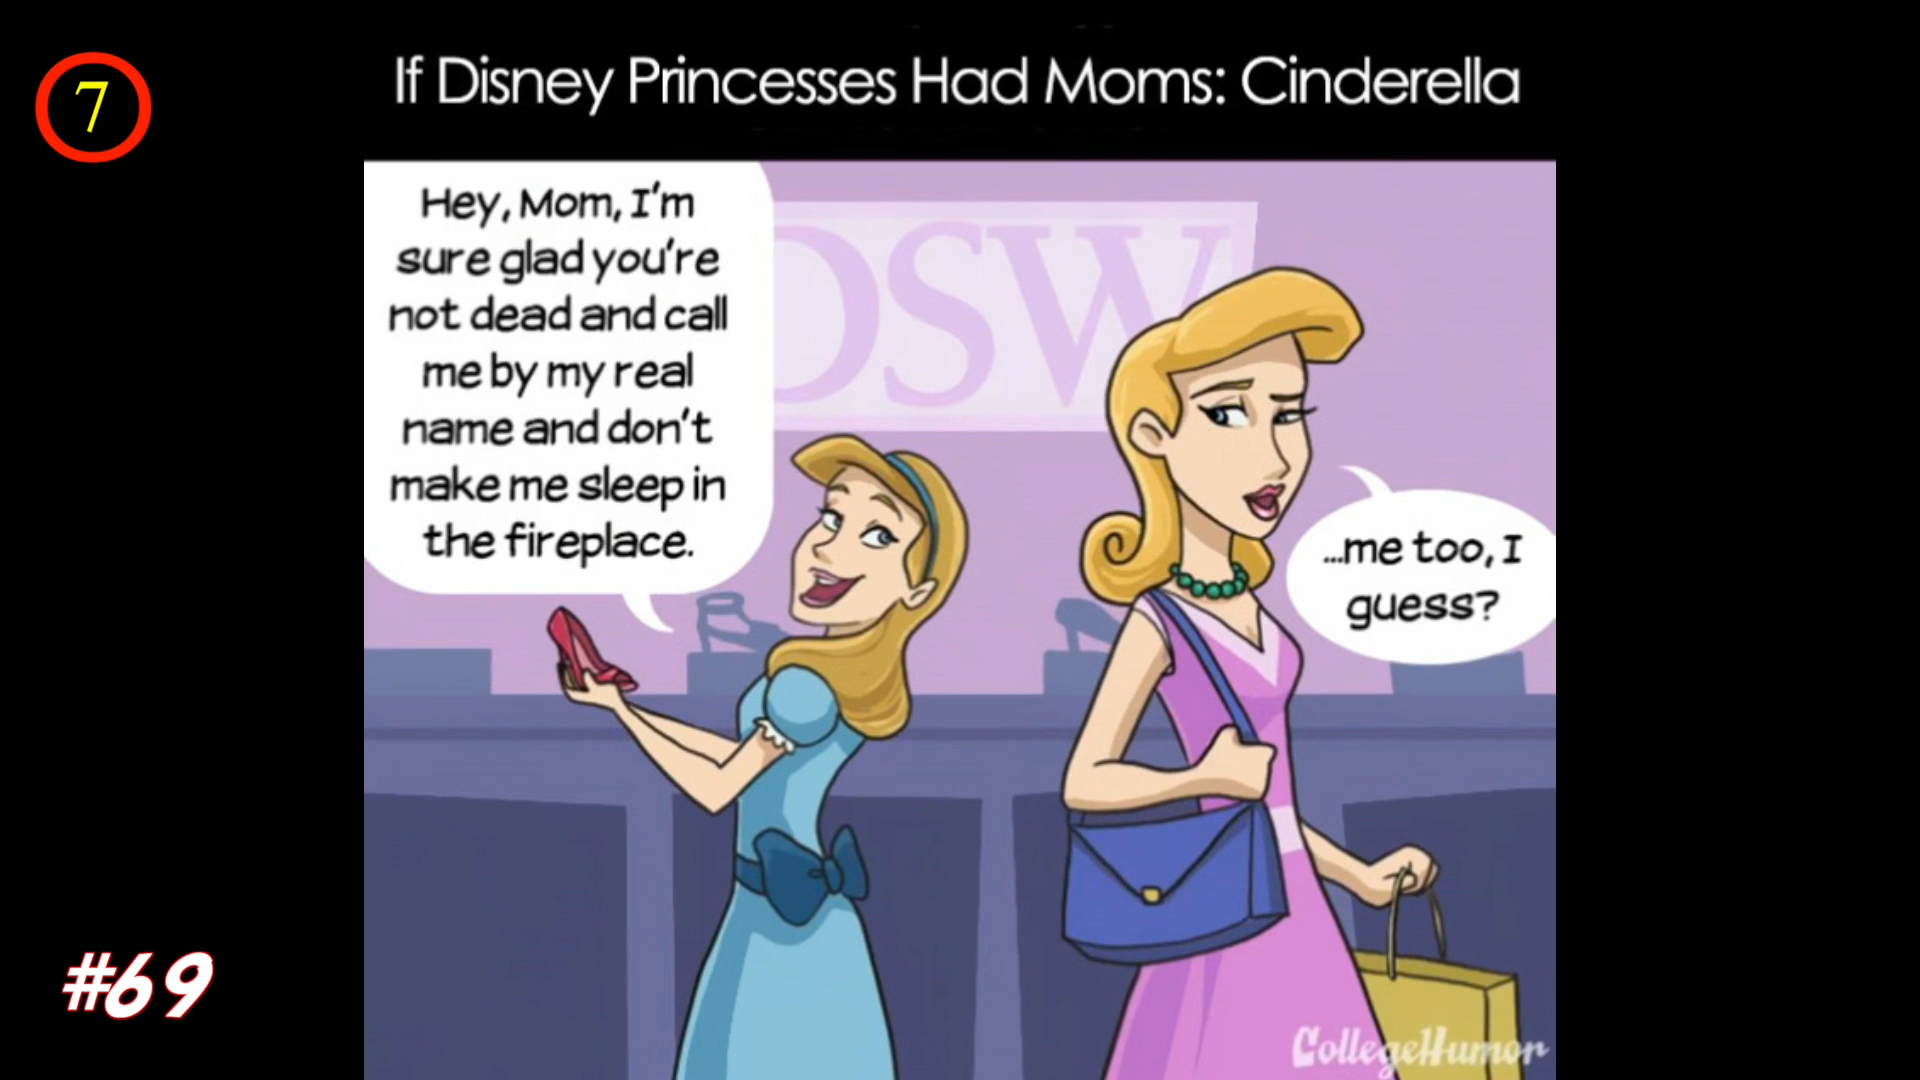 If Disney Princesses Had Moms: Cinderella
7
Hey, Mom, I'm
sure glad you're
not dead and call
me by my real
name and don't
make me sleep in
the fireplace.
DSW
...me too, I
guess?
#69
CollegeHumor